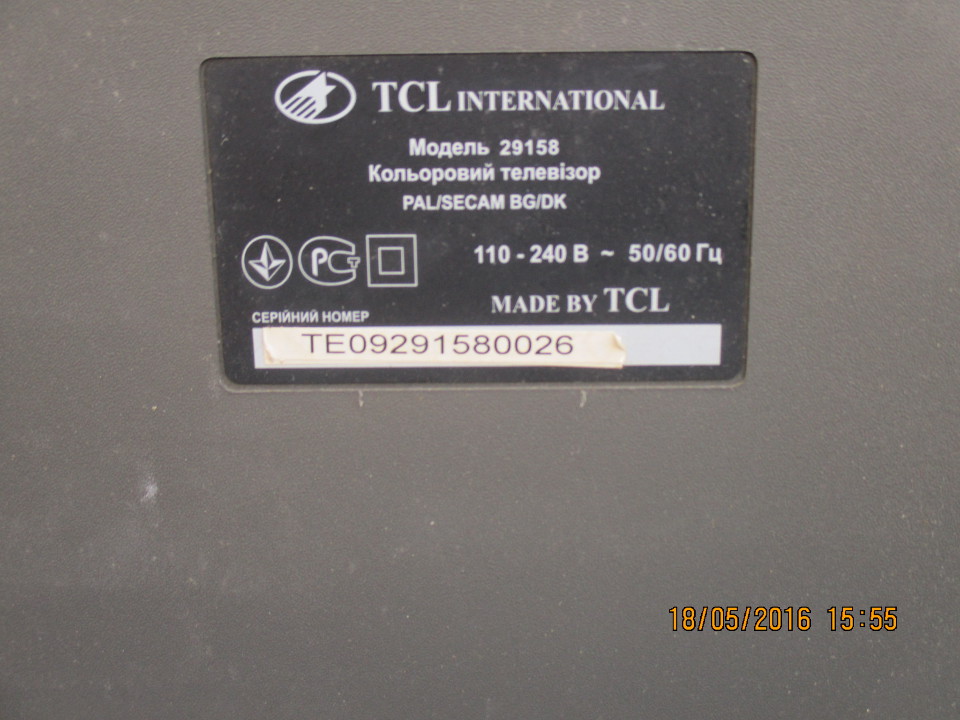 TCL INTERNATIONAL
Модель 29158
Кольоровий телевізор
PAL/SECAM BG/DK
РСТ
110 - 240 В ~ 50/60 Гц
MADE BY TCL
СЕРІЙНИЙ НОМЕР
TE09291580026
18/05/2016 15:55